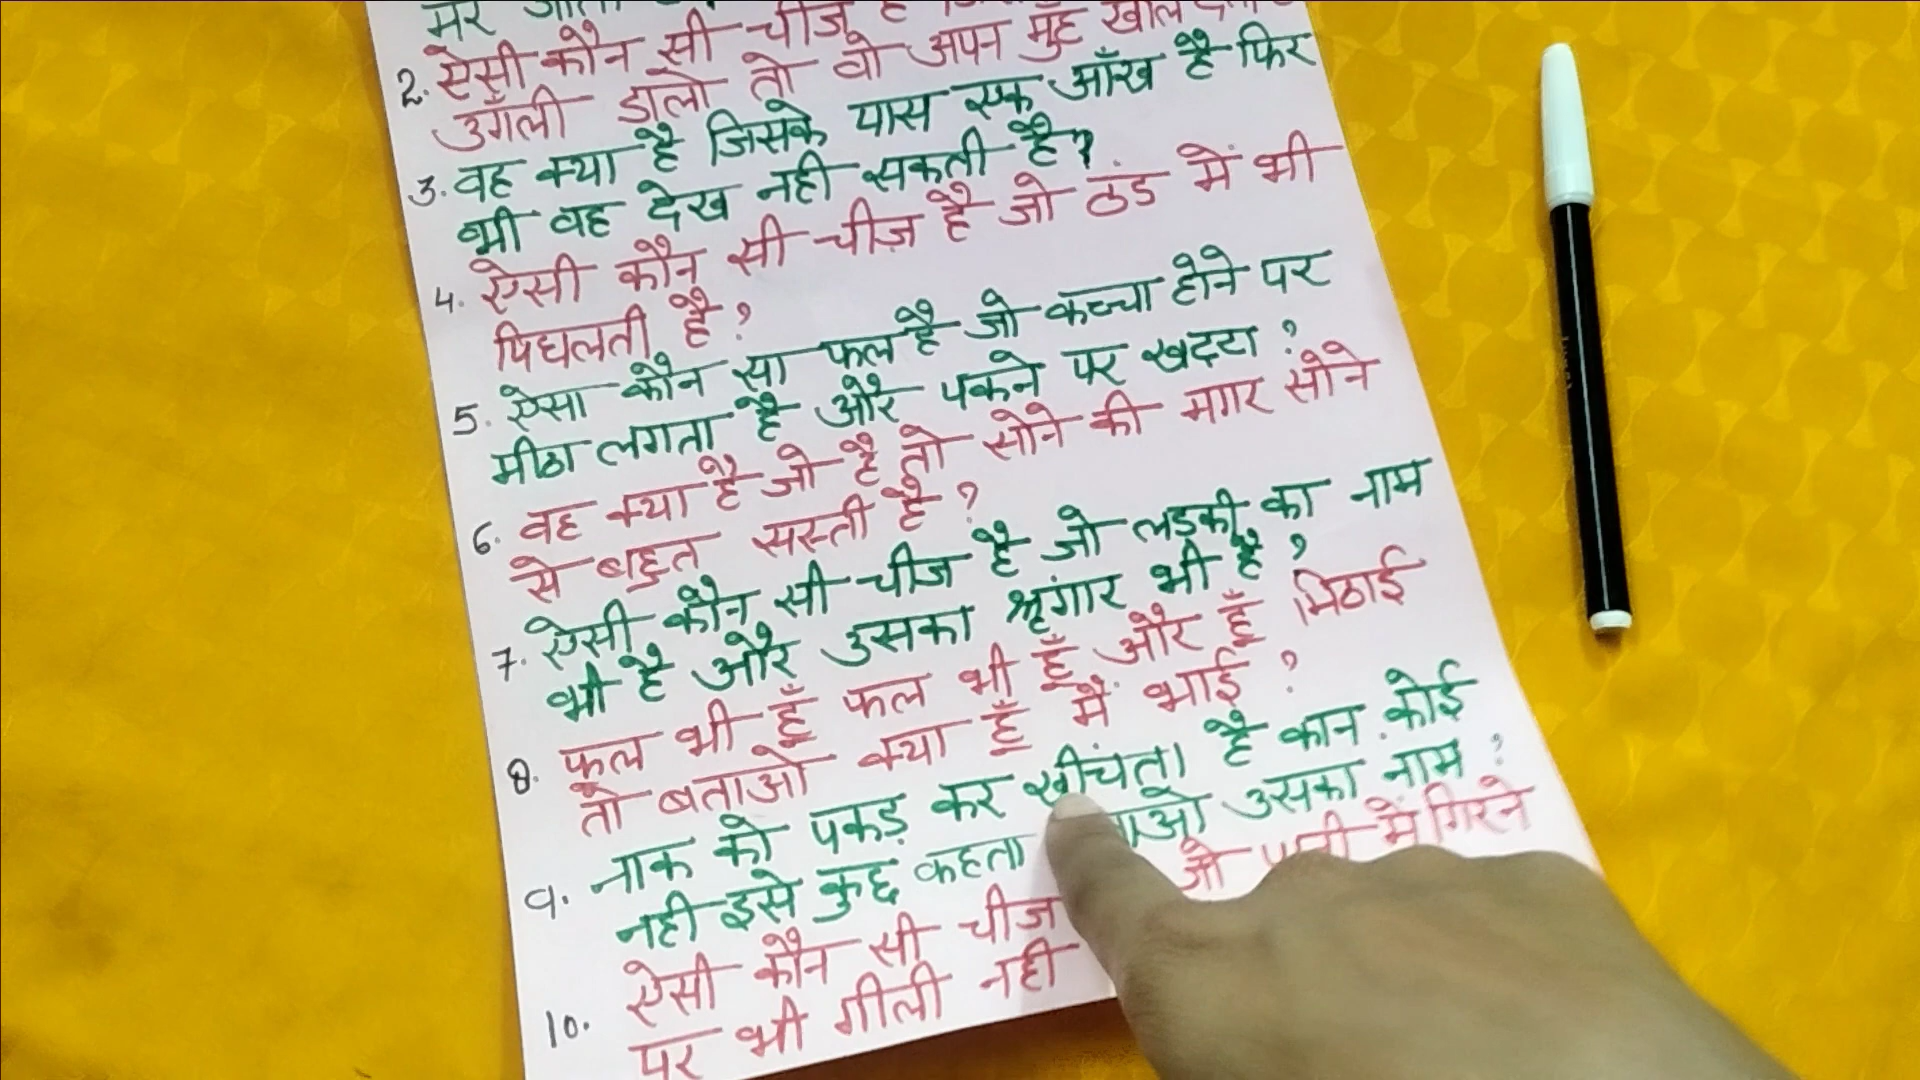 मर जाता
2. ऐसी कौन सी चीज है
उँगली डालो तो वो अपन मुँह खोल
3. वह क्या है जिसके पास एक आँख है फिर
भी वह देख नही सकती है?
4. ऐसी कौन सी चीज़ है जो ठंड में भी
पिघलती है?
5. ऐसा कौन सा फल है जो कच्चा होने पर
मीठा लगता है और पकने पर खट्टा ?
6. वह क्या है जो है तो सोने की मगर सोने
से बहुत सस्ती है ?
7. ऐसी कौन सी चीज है जो लड़की का नाम
भी है और उसका श्रृंगार भी है ?
8. फूल भी हूँ फल भी हूँ और हूँ मिठाई
तो बताओ क्या हूँ मैं भाई ?
9. नाक को पकड़ कर खींचता है कान कोई
नही इसे कुछ कहता उसका नाम ?
10. ऐसी कौन सी चीज जो में गिरने
पर भी गीली नही